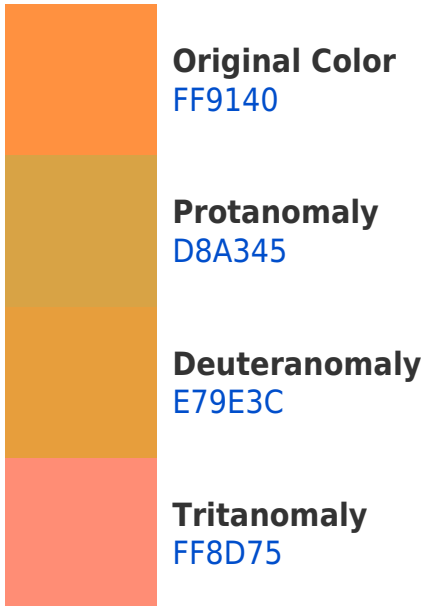 Original Color
FF9140
Protanomaly
D8A345
Deuteranomaly
E79E3C
Tritanomaly
FF8D75